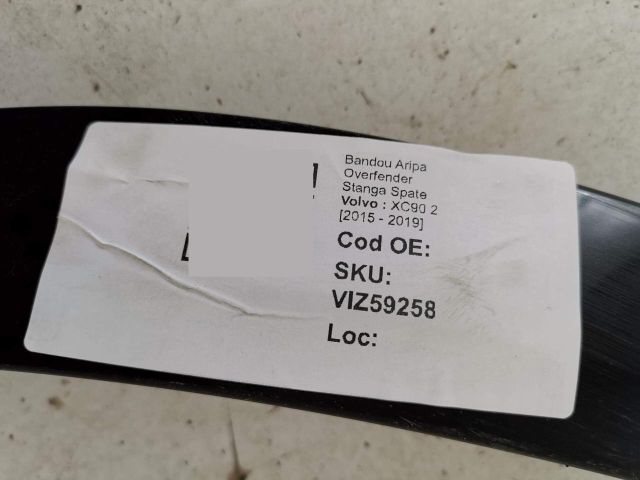 Bandou Aripa
Overfender
Stanga Spate
Volvo : XC90 2
[2015 - 2019]
Cod OE:
SKU:
VIZ59258
Loc: